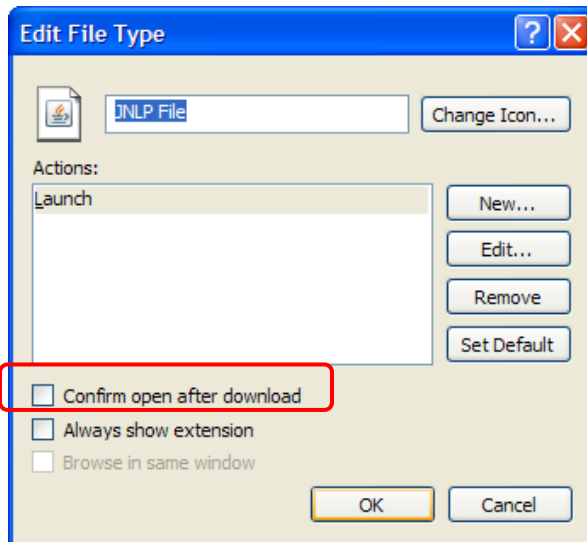 Edit File Type
JNLP File
Change Icon...
Actions:
Launch
New...
Edit...
Remove
Set Default
Confirm open after download
Always show extension
Browse in same window
OK
Cancel